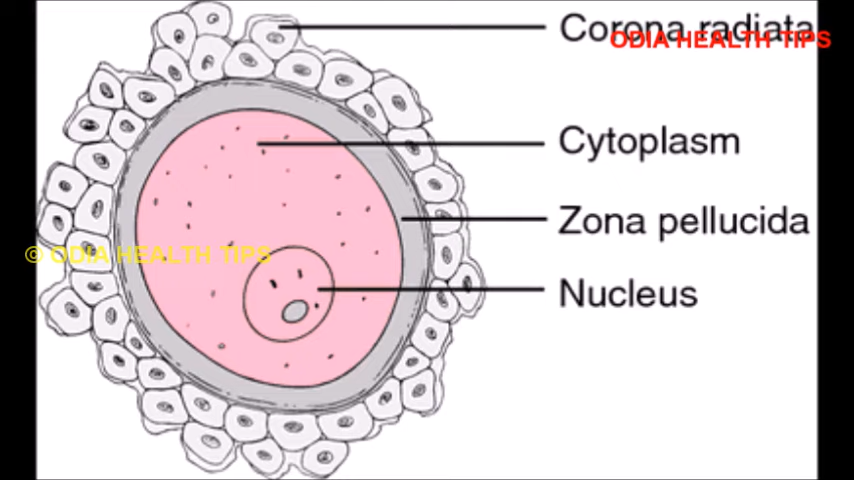 Corona radiata
ODIA HEALTH TIPS
Cytoplasm
Zona pellucida
© ODIA HEALTH TIPS
Nucleus